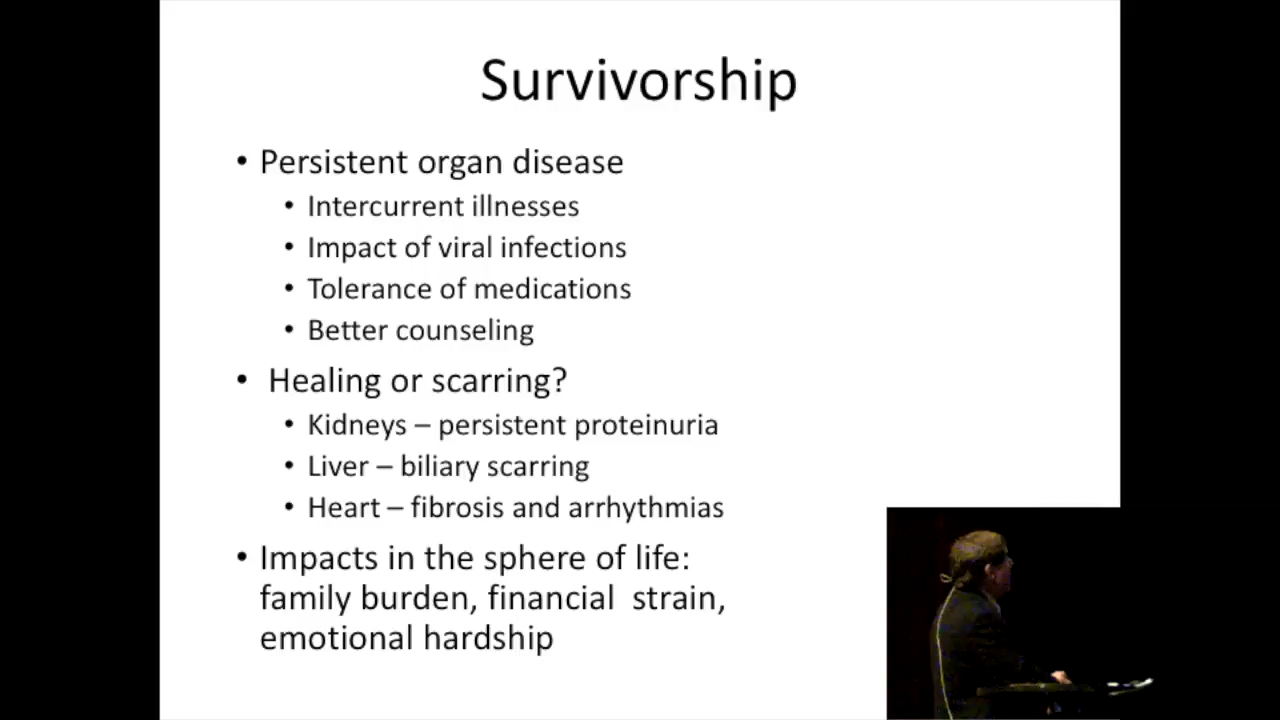 Survivorship
• Persistent organ disease
• Intercurrent illnesses
• Impact of viral infections
• Tolerance of medications
• Better counseling
• Healing or scarring?
• Kidneys – persistent proteinuria
• Liver – biliary scarring
• Heart – fibrosis and arrhythmias
• Impacts in the sphere of life:
family burden, financial  strain,
emotional hardship